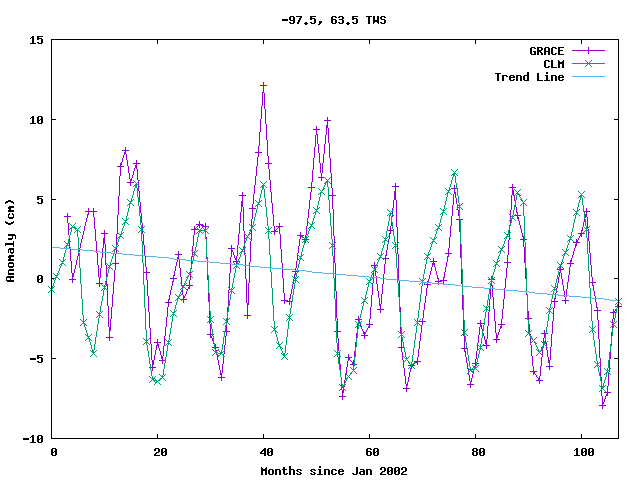 -97.5, 63.5 TWS
GRACE
CLM
Trend Line
15
10
5
0
-5
-10
Anomaly (cm)
0 20 40 60 80 100
Months since Jan 2002